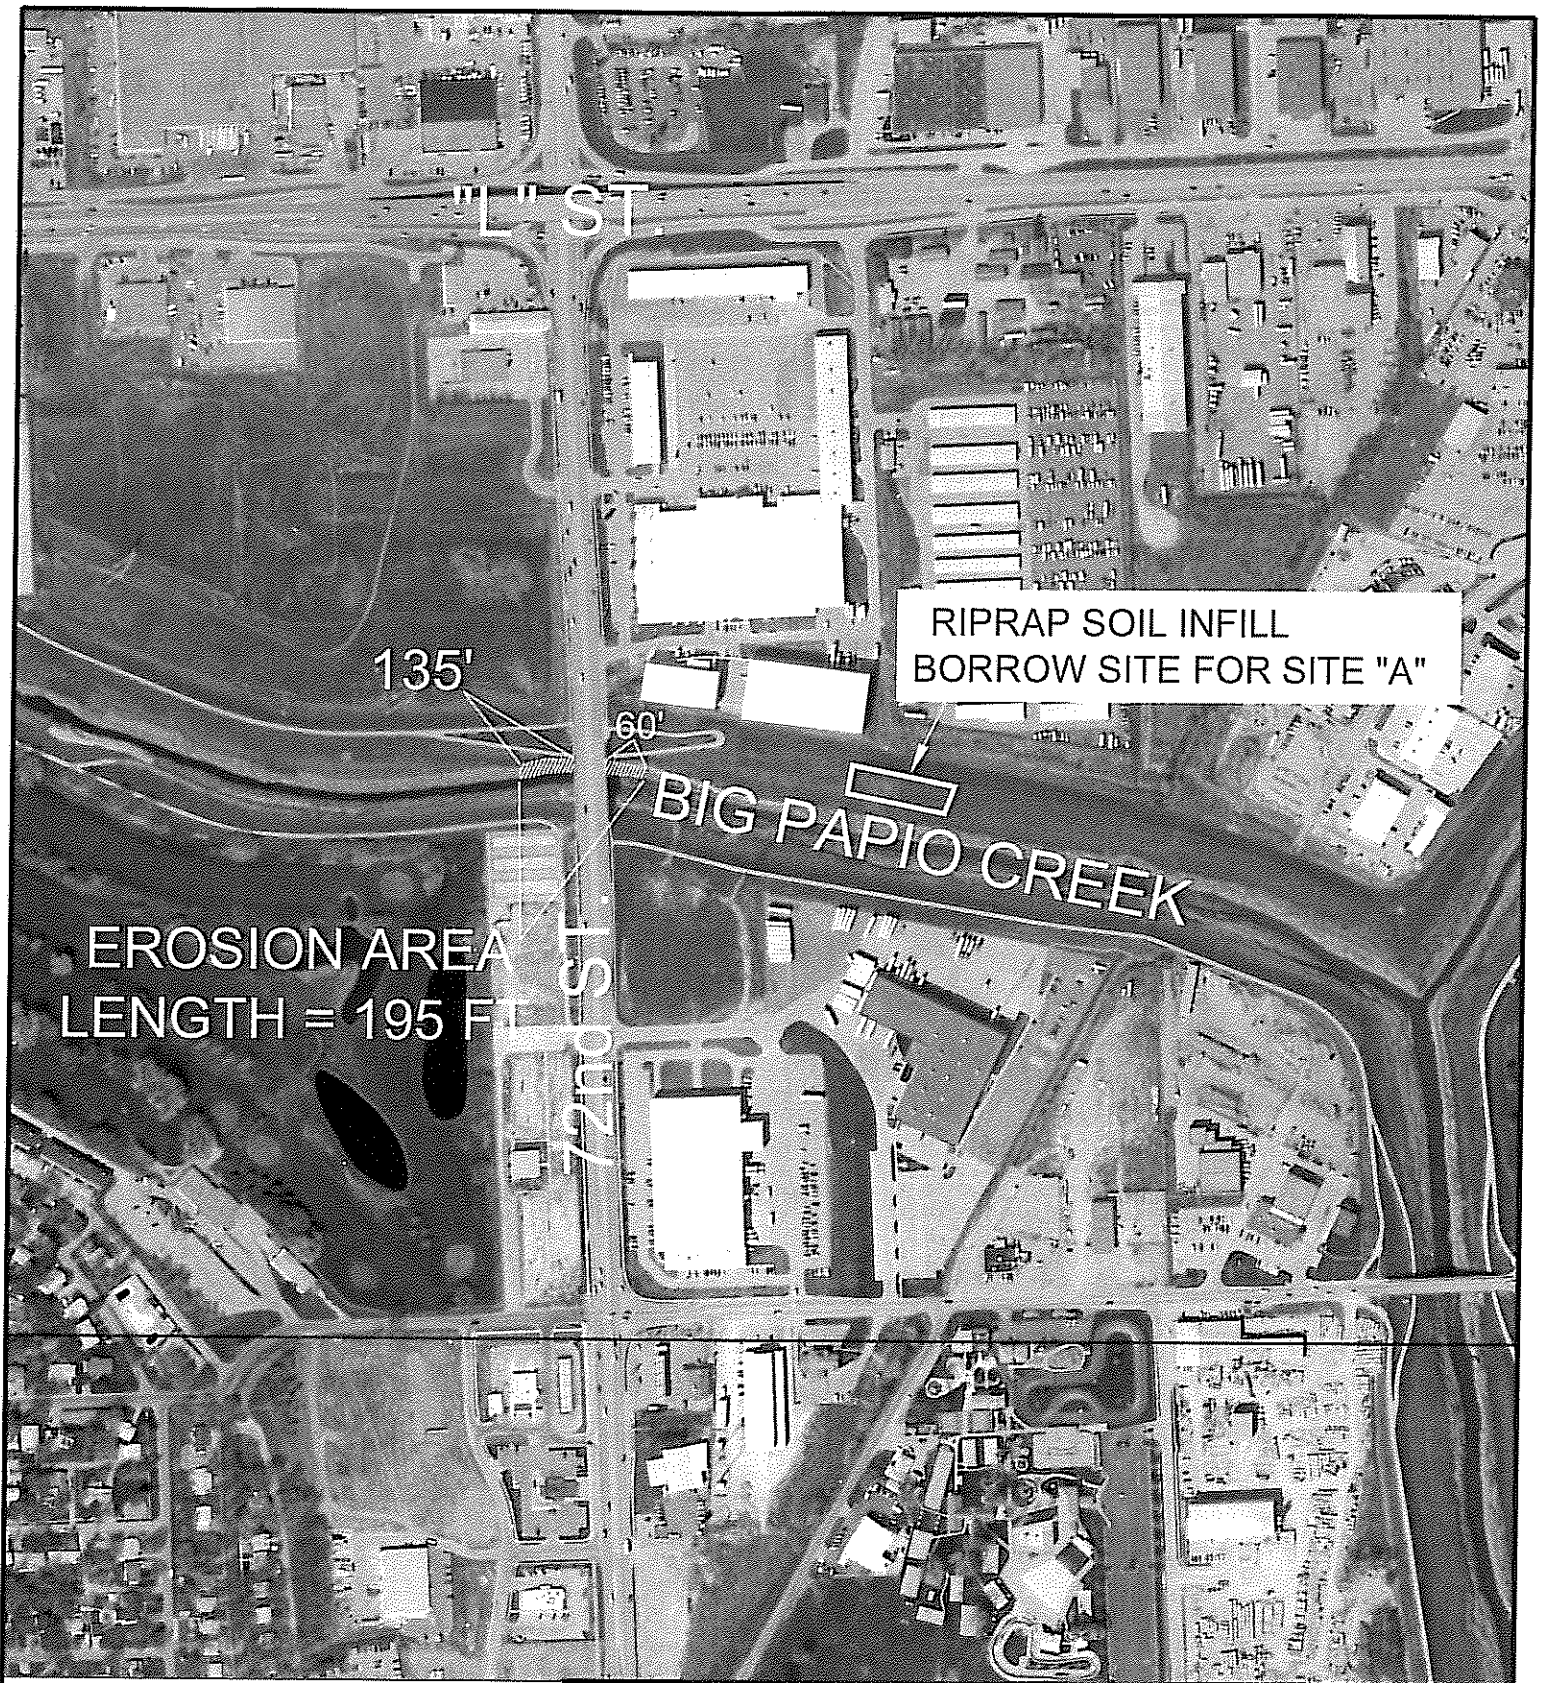 "L" ST.
RIPRAP SOIL INFILL
BORROW SITE FOR SITE "A"
135'
60'
BIG PAPIO CREEK
EROSION AREA
LENGTH = 195 FT
72nd ST.